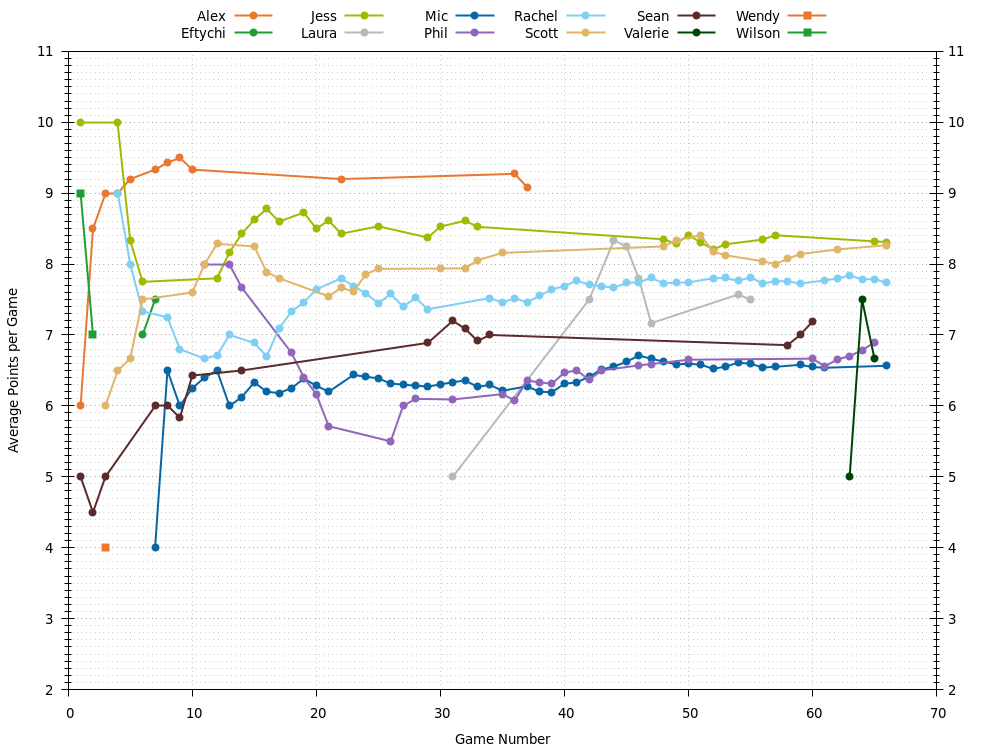 Alex Jess Mic Rachel Sean Wendy
Eftychi Laura Phil Scott Valerie Wilson
11 11
10 10
9 9
8 8
7 7
6 6
5 5
4 4
3 3
2 2
0 10 20 30 40 50 60 70
Average Points per Game
Game Number